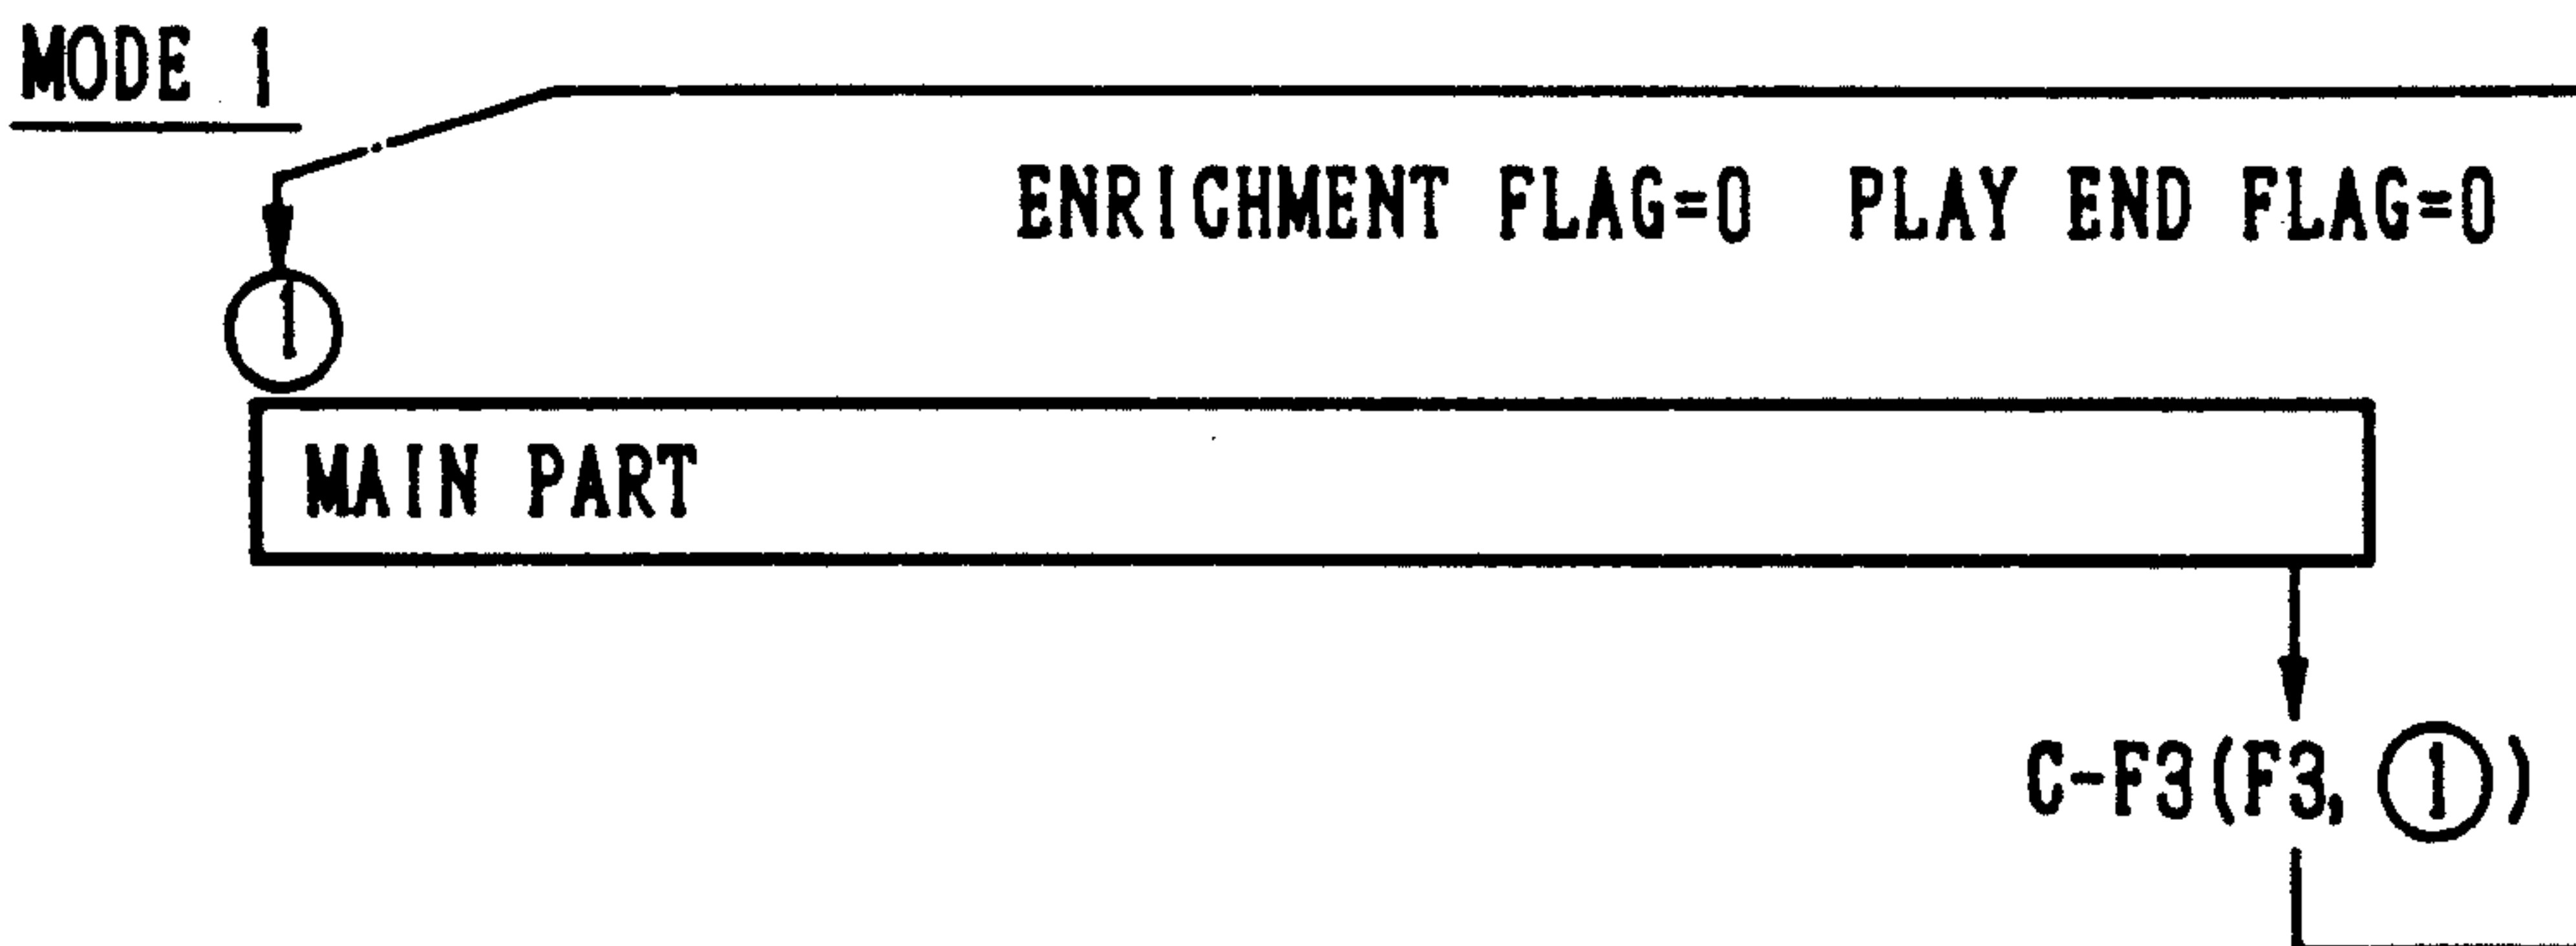 MODE 1
ENRICHMENT FLAG=0 PLAY END FLAG=0
①
MAIN PART
C-F3(F3, ①)